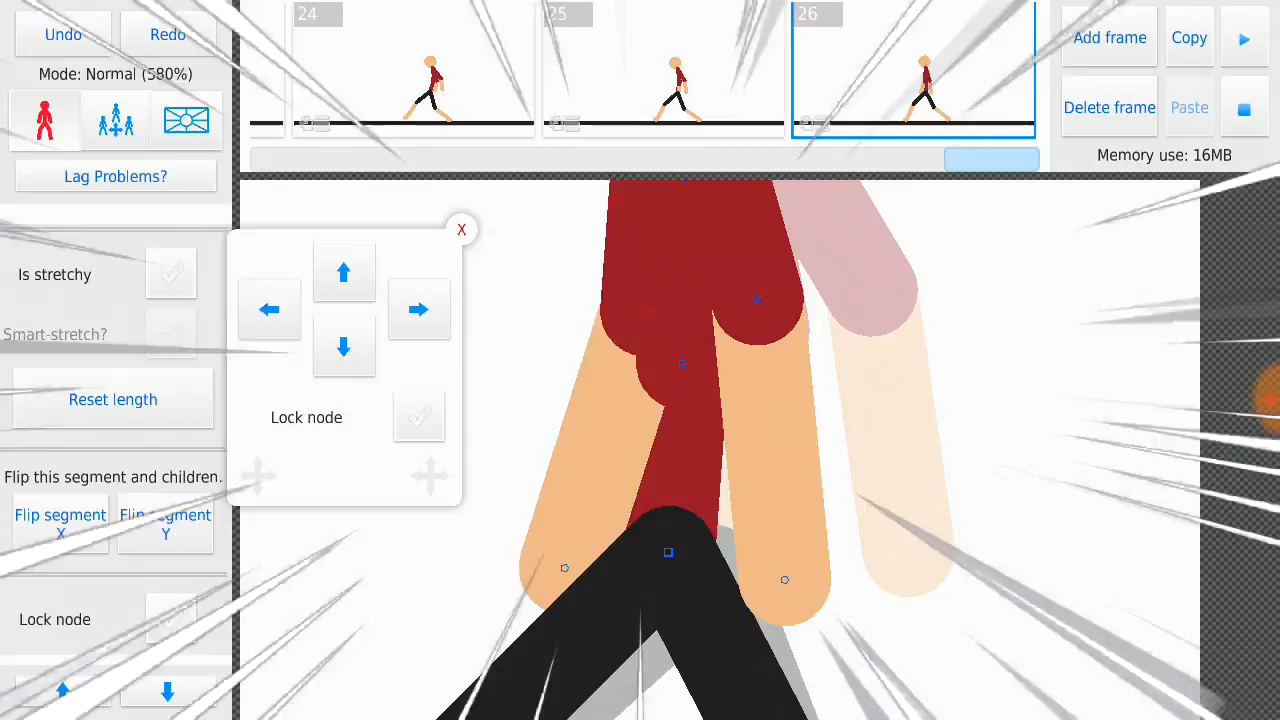 Undo
Redo
24
25
26
Add frame
Copy
Mode: Normal (580%)
Delete frame
Paste
Memory use: 16MB
Lag Problems?
X
Is stretchy
Smart-stretch?
Reset length
Lock node
Flip this segment and children.
Flip segment
X
Flip segment
Y
Lock node